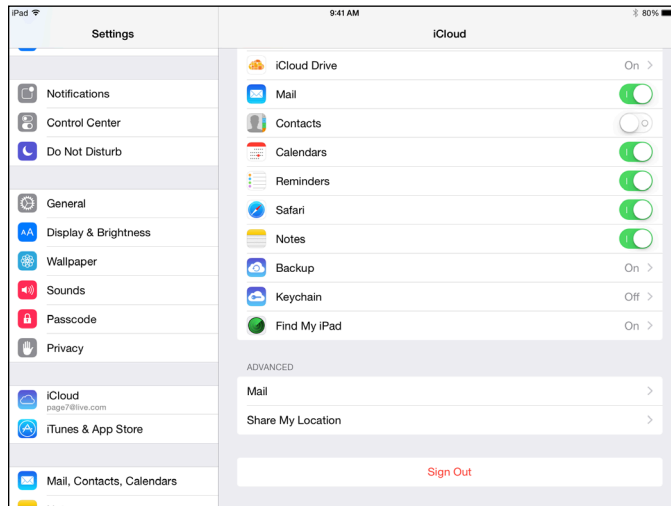 iPad 9:41 AM 80%
Settings
iCloud
Notifications
Control Center
Do Not Disturb
General
AA Display & Brightness
Wallpaper
Sounds
Passcode
Privacy
iCloud
page7@live.com
iTunes & App Store
Mail, Contacts, Calendars
iCloud Drive On
Mail
Contacts
Calendars
Reminders
Safari
Notes
Backup On
Keychain Off
Find My iPad On
ADVANCED
Mail
Share My Location
Sign Out